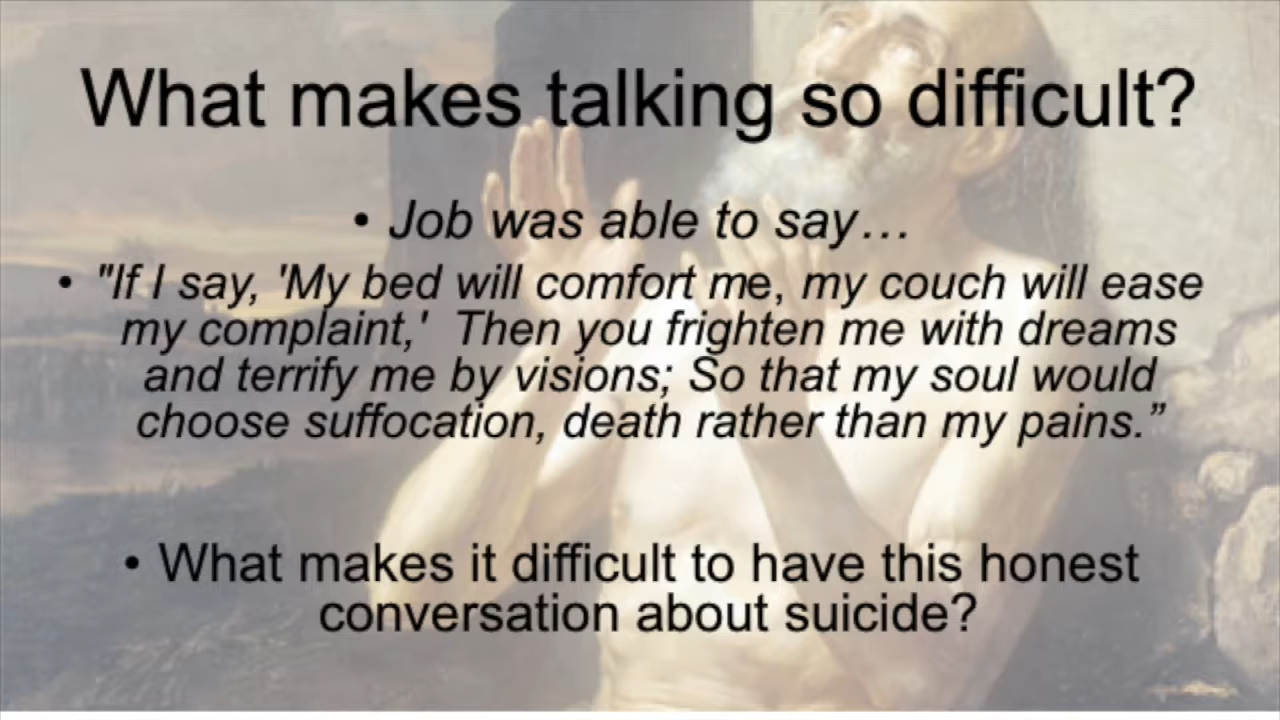 What makes talking so difficult?
• Job was able to say…
• "If I say, 'My bed will comfort me, my couch will ease
my complaint,' Then you frighten me with dreams
and terrify me by visions; So that my soul would
choose suffocation, death rather than my pains.”
• What makes it difficult to have this honest
conversation about suicide?